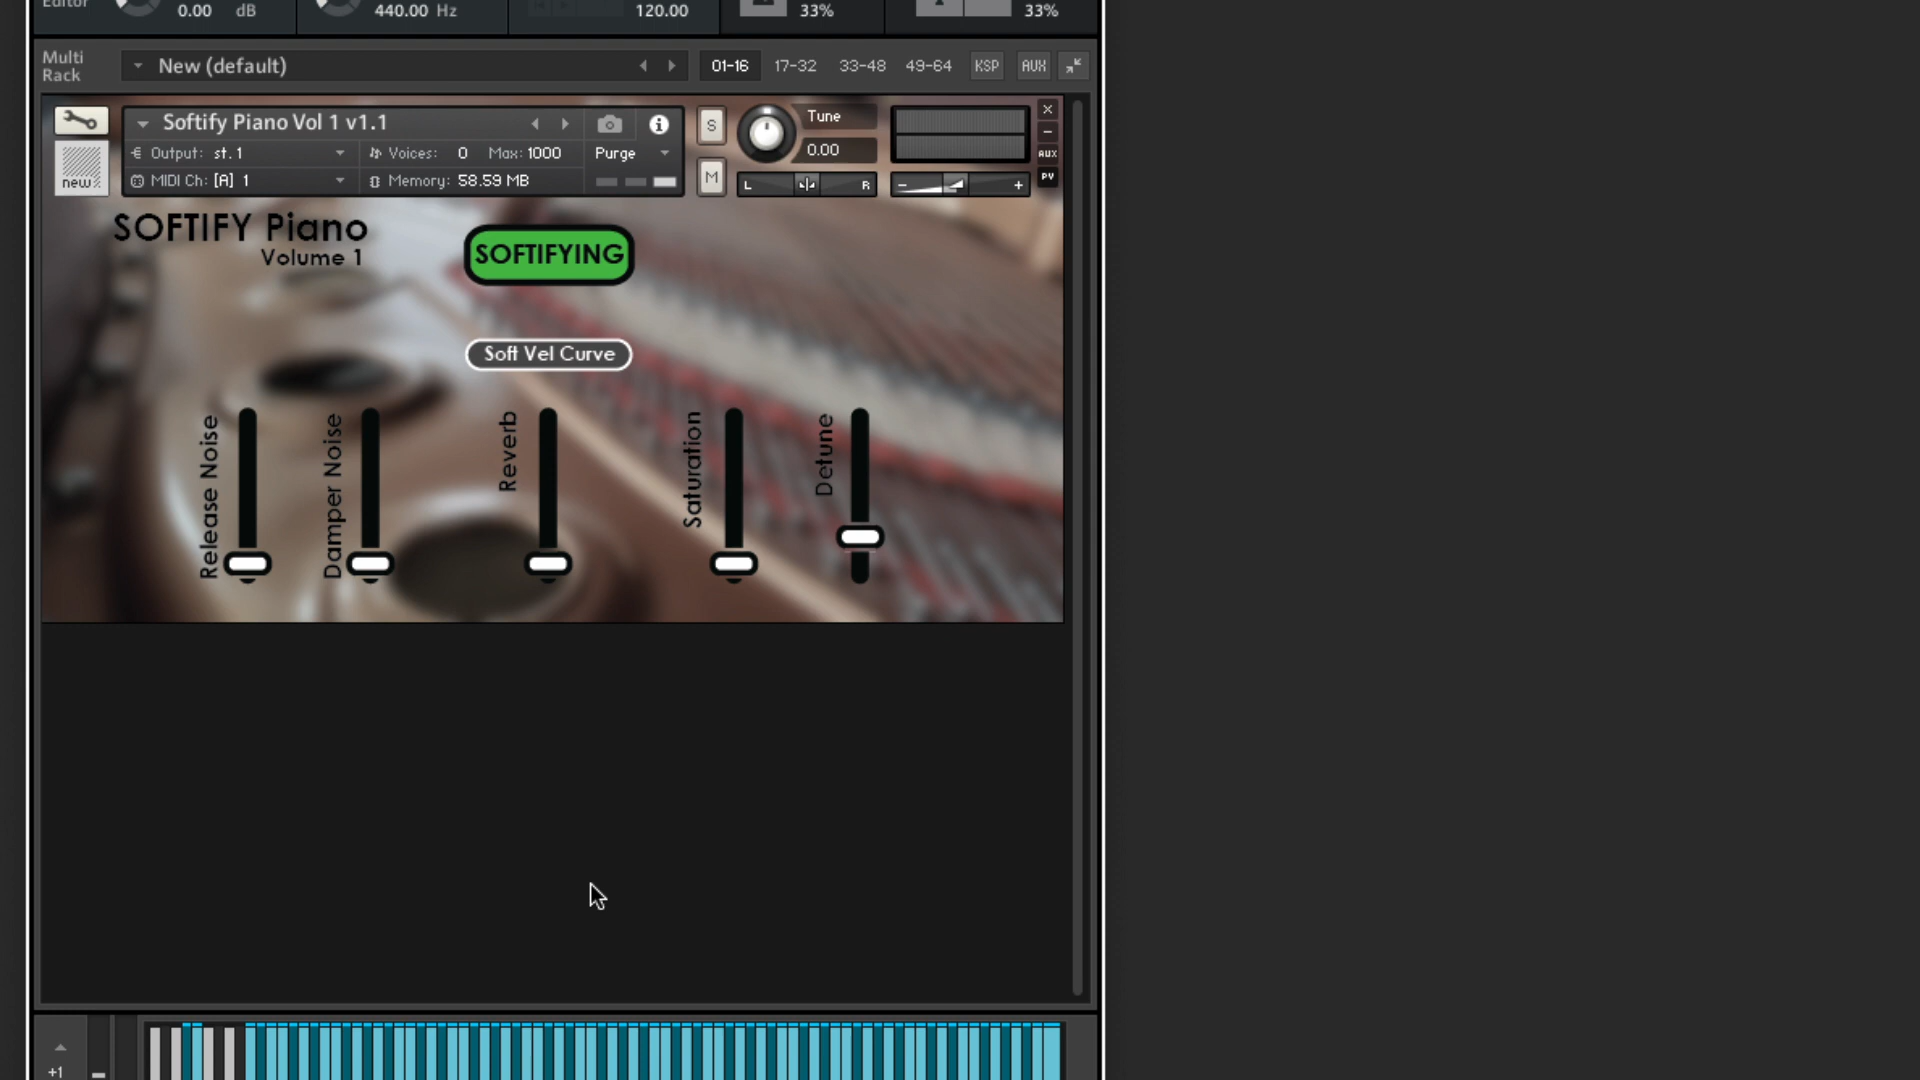 Editor
0.00 dB
440.00 Hz
120.00
33%
33%
Multi
Rack
New (default)
01-16
17-32
33-48
49-64
KSP
AUX
Softify Piano Vol 1 v1.1
Output: st.1
Voices: 0 Max: 1000
Purge
MIDI Ch: [A] 1
Memory: 58.59 MB
new
S
M
Tune
0.00
L
R
AUX
PV
SOFTIFY Piano
Volume 1
SOFTIFYING
Soft Vel Curve
Release Noise
Damper Noise
Reverb
Saturation
Detune
+1